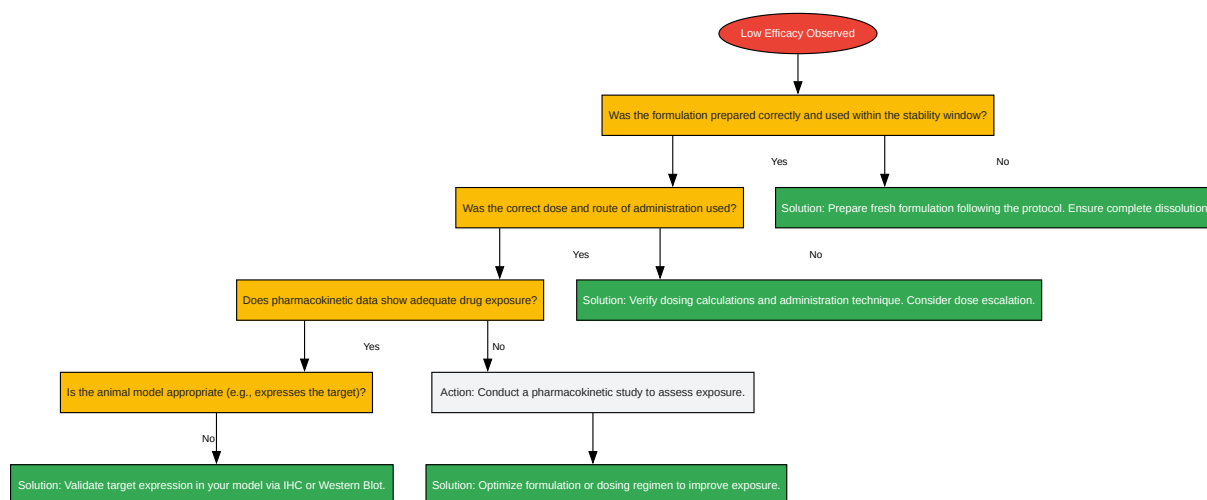 Low Efficacy Observed
Was the formulation prepared correctly and used within the stability window?
Yes
No
Was the correct dose and route of administration used?
Solution: Prepare fresh formulation following the protocol. Ensure complete dissolution
Yes
No
Does pharmacokinetic data show adequate drug exposure?
Solution: Verify dosing calculations and administration technique. Consider dose escalation.
Yes
No
Is the animal model appropriate (e.g., expresses the target)?
Action: Conduct a pharmacokinetic study to assess exposure.
No
Solution: Validate target expression in your model via IHC or Western Blot.
Solution: Optimize formulation or dosing regimen to improve exposure.